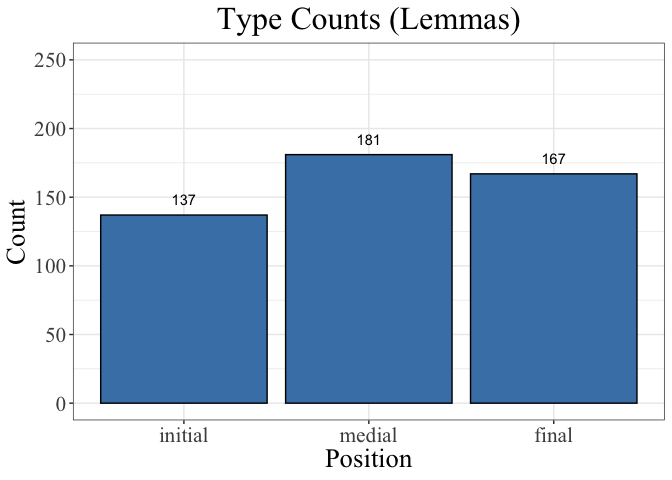 Type Counts (Lemmas)
250
200
150
100
50
0
Count
137
181
167
initial
medial
final
Position